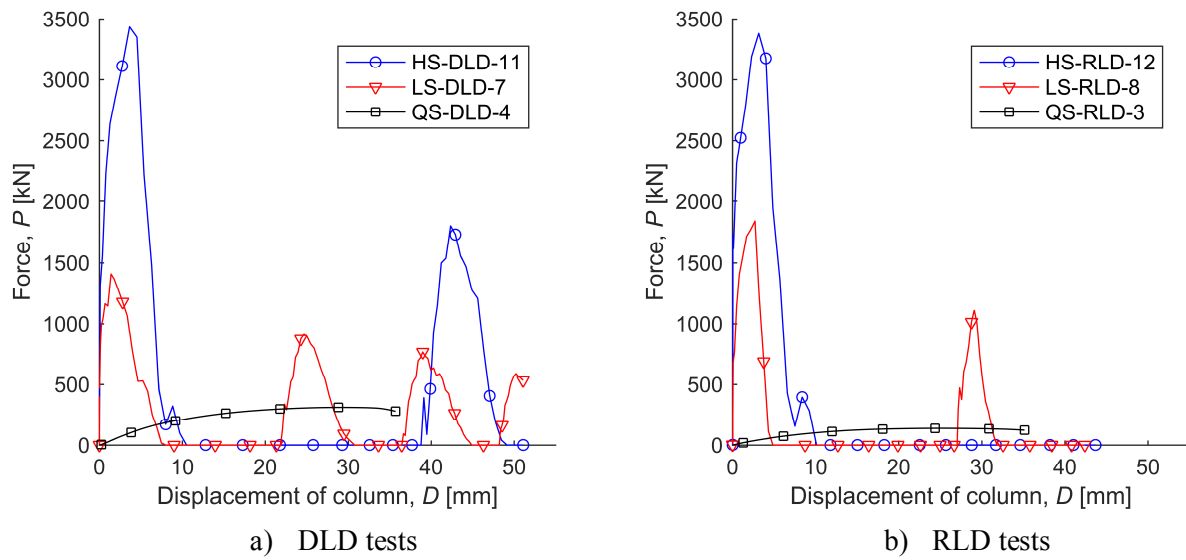 3500
3000
2500
2000
1500
1000
500
0
Force, P [kN]
HS-DLD-11
LS-DLD-7
QS-DLD-4
0 10 20 30 40 50
Displacement of column, D [mm]
a) DLD tests
3500
3000
2500
2000
1500
1000
500
0
Force, P [kN]
HS-RLD-12
LS-RLD-8
QS-RLD-3
0 10 20 30 40 50
Displacement of column, D [mm]
b) RLD tests